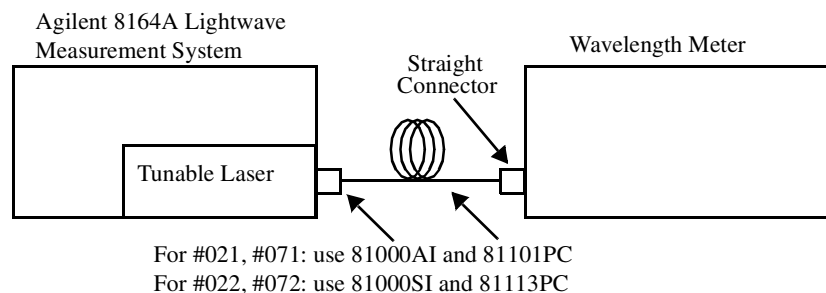 Agilent 8164A Lightwave
Measurement System
Wavelength Meter
Straight
Connector
Tunable Laser
For #021, #071: use 81000AI and 81101PC
For #022, #072: use 81000SI and 81113PC